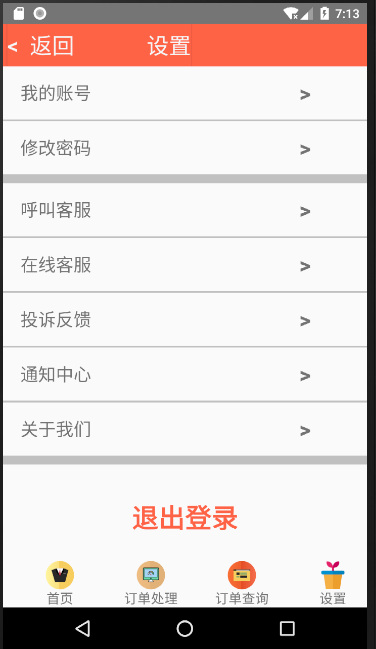 7:13
< 返回 设置
我的账号 >
修改密码 >
呼叫客服 >
在线客服 >
投诉反馈 >
通知中心 >
关于我们 >
退出登录
首页 订单处理 订单查询 设置